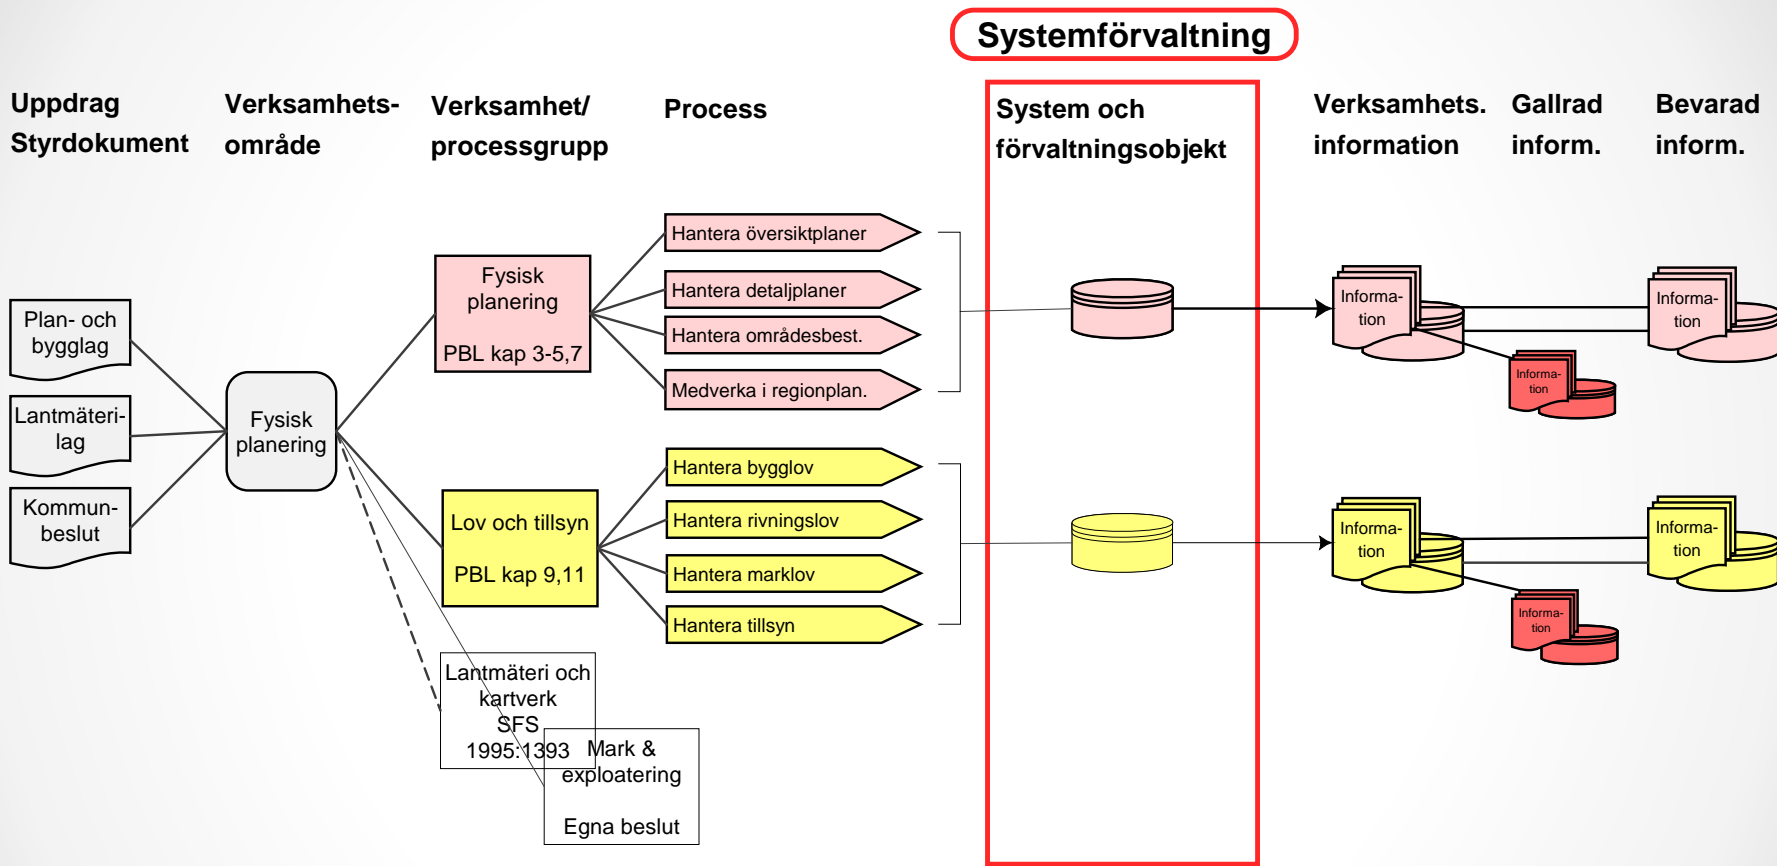 Systemförvaltning
Uppdrag
Styrdokument
Verksamhets-
område
Verksamhet/
processgrupp
Process
System och
förvaltningsobjekt
Verksamhets.
information
Gallrad
inform.
Bevarad
inform.
Plan- och
bygglag
Lantmäteri-
lag
Kommun-
beslut
Fysisk
planering
Fysisk
planering
PBL kap 3-5,7
Hantera översiktplaner
Hantera detaljplaner
Hantera områdesbest.
Medverka i regionplan.
Informa-
tion
Informa-
tion
Informa-
tion
Lov och tillsyn
PBL kap 9,11
Hantera bygglov
Hantera rivningslov
Hantera marklov
Hantera tillsyn
Informa-
tion
Informa-
tion
Informa-
tion
Lantmäteri och
kartverk
SFS
1995:1393
Mark &
exploatering
Egna beslut